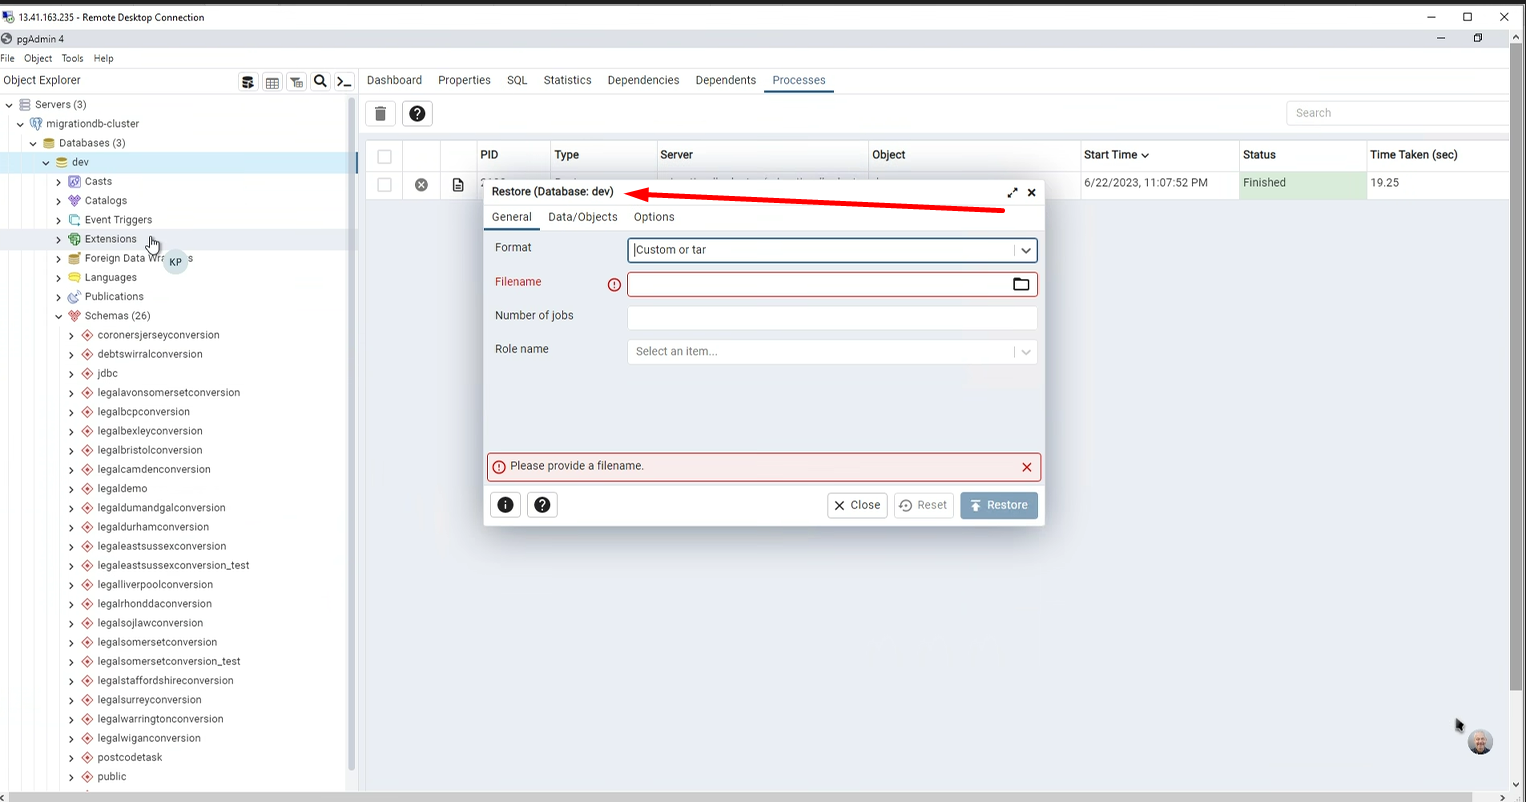 13.41.163.235 - Remote Desktop Connection
pgAdmin 4
File Object Tools Help
Object Explorer
Dashboard Properties SQL Statistics Dependencies Dependents Processes
Servers (3)
migrationdb-cluster
Databases (3)
dev
Casts
Catalogs
Event Triggers
Extensions
Foreign Data
KP
Languages
Publications
Schemas (26)
coronersjerseyconversion
debtswirralconversion
jdbc
legalavonsomersetconversion
legalbcpconversion
legalbexleyconversion
legalbristolconversion
legalcamdenconversion
legaldemo
legaldumandgalconversion
legaldurhamconversion
legaleastsussexconversion
legaleastsussexconversion_test
legalliverpoolconversion
legalrhonddaconversion
legalsojlawconversion
legalsomersetconversion
legalsomersetconversion_test
legalstaffordshireconversion
legalsurreyconversion
legalwarringtonconversion
legalwiganconversion
postcodetask
public
Search
PID Type Server Object Start Time Status Time Taken (sec)
6/22/2023, 11:07:52 PM Finished 19.25
Restore (Database: dev)
General Data/Objects Options
Format Custom or tar
Filename
Number of jobs
Role name Select an item...
Please provide a filename.
Close Reset Restore